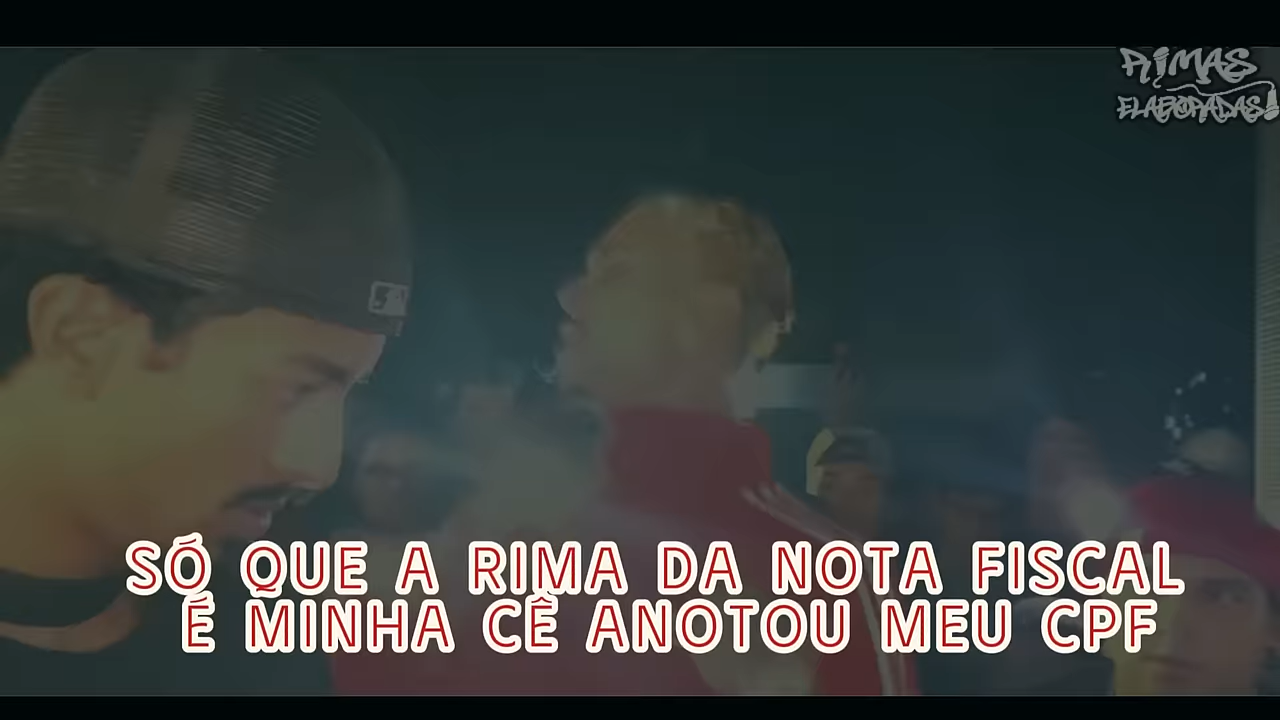 RIMAS
ELABORADAS!
SÓ QUE A RIMA DA NOTA FISCAL
É MINHA CÊ ANOTOU MEU CPF